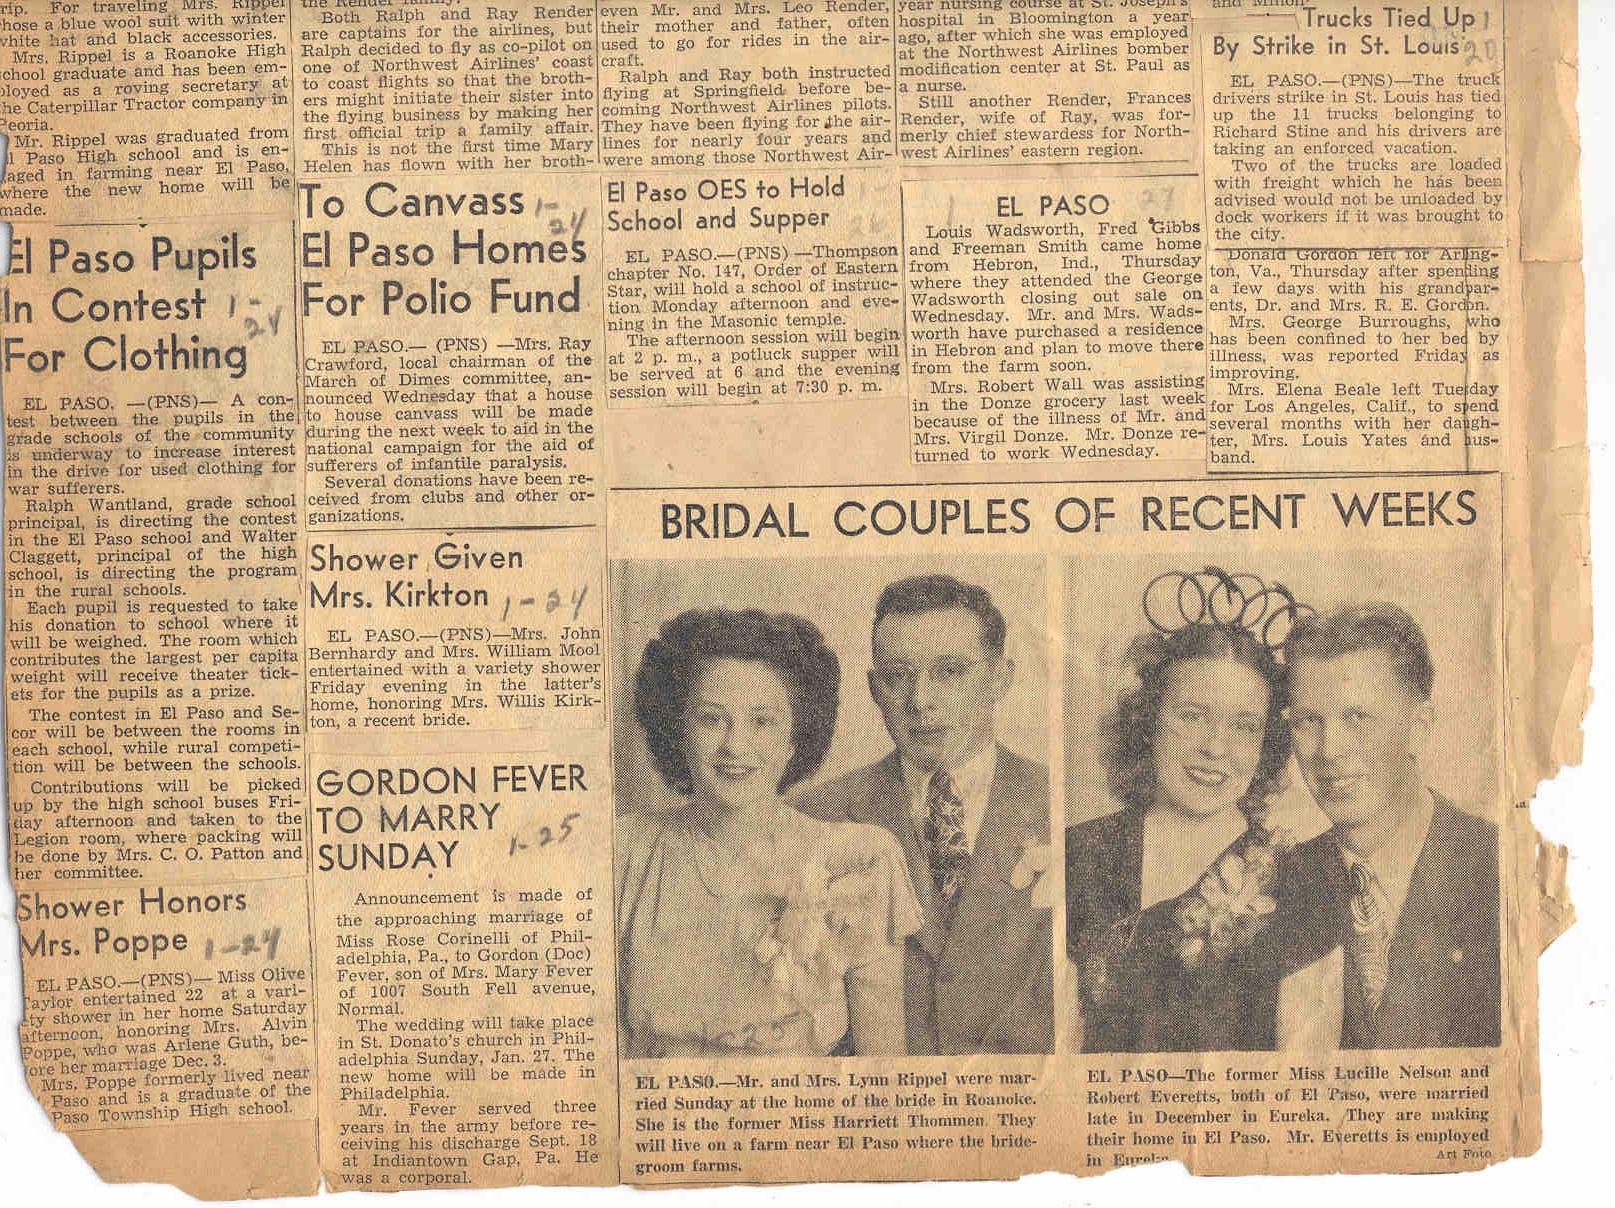 rip. For traveling Mrs. Rippel
hose a blue wool suit with winter
white hat and black accessories.
Mrs. Rippel is a Roanoke High
school graduate and has been em-
ployed as a roving secretary at
he Caterpillar Tractor company in
Peoria.
Mr. Rippel was graduated from
l Paso High school and is en-
aged in farming near El Paso,
where the new home will be
made.
El Paso Pupils
In Contest 1-
24
For Clothing
EL PASO. —(PNS)— A con-
test between the pupils in the
grade schools of the community
is underway to increase interest
in the drive for used clothing for
war sufferers.
Ralph Wantland, grade school
principal, is directing the contest
in the El Paso school and Walter
Claggett, principal of the high
school, is directing the program
in the rural schools.
Each pupil is requested to take
his donation to school where it
will be weighed. The room which
contributes the largest per capita
weight will receive theater tick-
ets for the pupils as a prize.
The contest in El Paso and Se-
cor will be between the rooms in
each school, while rural competi-
tion will be between the schools.
Contributions will be picked
up by the high school buses Fri-
day afternoon and taken to the
Legion room, where packing will
be done by Mrs. C. O. Patton and
her committee.
Shower Honors
Mrs. Poppe 1-24
EL PASO.—(PNS)— Miss Olive
Taylor entertained 22 at a vari-
ety shower in her home Saturday
afternoon, honoring Mrs. Alvin
Poppe, who was Arlene Guth, be-
ore her marriage Dec. 3.
Mrs. Poppe formerly lived near
Paso and is a graduate of the
Paso Township High school.
the Render family.
Both Ralph and Ray Render
are captains for the airlines, but
Ralph decided to fly as co-pilot on
one of Northwest Airlines' coast
to coast flights so that the broth-
ers might initiate their sister into
the flying business by making her
first official trip a family affair.
This is not the first time Mary
Helen has flown with her broth-
To Canvass 1-
24
El Paso Homes
For Polio Fund
EL PASO.— (PNS) —Mrs. Ray
Crawford, local chairman of the
March of Dimes committee, an-
nounced Wednesday that a house
to house canvass will be made
during the next week to aid in the
national campaign for the aid of
sufferers of infantile paralysis.
Several donations have been re-
ceived from clubs and other or-
ganizations.
Shower Given
Mrs. Kirkton 1-24
EL PASO.—(PNS)—Mrs. John
Bernhardy and Mrs. William Mool
entertained with a variety shower
Friday evening in the latter's
home, honoring Mrs. Willis Kirk-
ton, a recent bride.
GORDON FEVER
TO MARRY
SUNDAY 1-25
Announcement is made of
the approaching marriage of
Miss Rose Corinelli of Phil-
adelphia, Pa., to Gordon (Doc)
Fever, son of Mrs. Mary Fever
of 1007 South Fell avenue,
Normal.
The wedding will take place
in St. Donato's church in Phil-
adelphia Sunday, Jan. 27. The
new home will be made in
Philadelphia.
Mr. Fever served three
years in the army before re-
ceiving his discharge Sept. 18
at Indiantown Gap, Pa. He
was a corporal.
even Mr. and Mrs. Leo Render,
their mother and father, often
used to go for rides in the air-
craft.
Ralph and Ray both instructed
flying at Springfield before be-
coming Northwest Airlines pilots.
They have been flying for the air-
lines for nearly four years and
were among those Northwest Air-
El Paso OES to Hold
School and Supper
EL PASO.—(PNS) —Thompson
chapter No. 147, Order of Eastern
Star, will hold a school of instruc-
tion Monday afternoon and eve-
ning in the Masonic temple.
The afternoon session will begin
at 2 p. m., a potluck supper will
be served at 6 and the evening
session will begin at 7:30 p. m.
year nursing course at St. Joseph's
hospital in Bloomington a year
ago, after which she was employed
at the Northwest Airlines bomber
modification center at St. Paul as
a nurse.
Still another Render, Frances
Render, wife of Ray, was for-
merly chief stewardess for North-
west Airlines' eastern region.
27
EL PASO
Louis Wadsworth, Fred Gibbs
and Freeman Smith came home
from Hebron, Ind., Thursday
where they attended the George
Wadsworth closing out sale on
Wednesday. Mr. and Mrs. Wads-
worth have purchased a residence
in Hebron and plan to move there
from the farm soon.
Mrs. Robert Wall was assisting
in the Donze grocery last week
because of the illness of Mr. and
Mrs. Virgil Donze. Mr. Donze re-
turned to work Wednesday.
and
Trucks Tied Up 1
By Strike in St. Louis 20
EL PASO.—(PNS)—The truck
drivers strike in St. Louis has tied
up the 11 trucks belonging to
Richard Stine and his drivers are
taking an enforced vacation.
Two of the trucks are loaded
with freight which he has been
advised would not be unloaded by
dock workers if it was brought to
the city.
Donald Gordon left for Arling-
ton, Va., Thursday after spending
a few days with his grandpar-
ents, Dr. and Mrs. R. E. Gordon.
Mrs. George Burroughs, who
has been confined to her bed by
illness, was reported Friday as
improving.
Mrs. Elena Beale left Tuesday
for Los Angeles, Calif., to spend
several months with her daugh-
ter, Mrs. Louis Yates and hus-
band.
BRIDAL COUPLES OF RECENT WEEKS
EL PASO.—Mr. and Mrs. Lynn Rippel were mar-
ried Sunday at the home of the bride in Roanoke.
She is the former Miss Harriett Thommen. They
will live on a farm near El Paso where the bride-
groom farms.
EL PASO—The former Miss Lucille Nelson and
Robert Everetts, both of El Paso, were married
late in December in Eureka. They are making
their home in El Paso. Mr. Everetts is employed
in Eureka
Art Foto